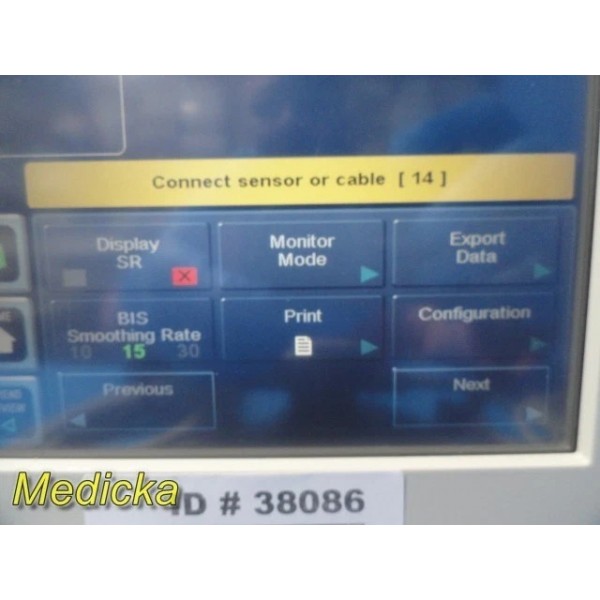 Connect sensor or cable [ 14 ]
Display
SR
Monitor
Mode
Export
Data
BIS
Smoothing Rate
10 15 30
Print
Configuration
Previous
Next
Medicka
ID # 38086